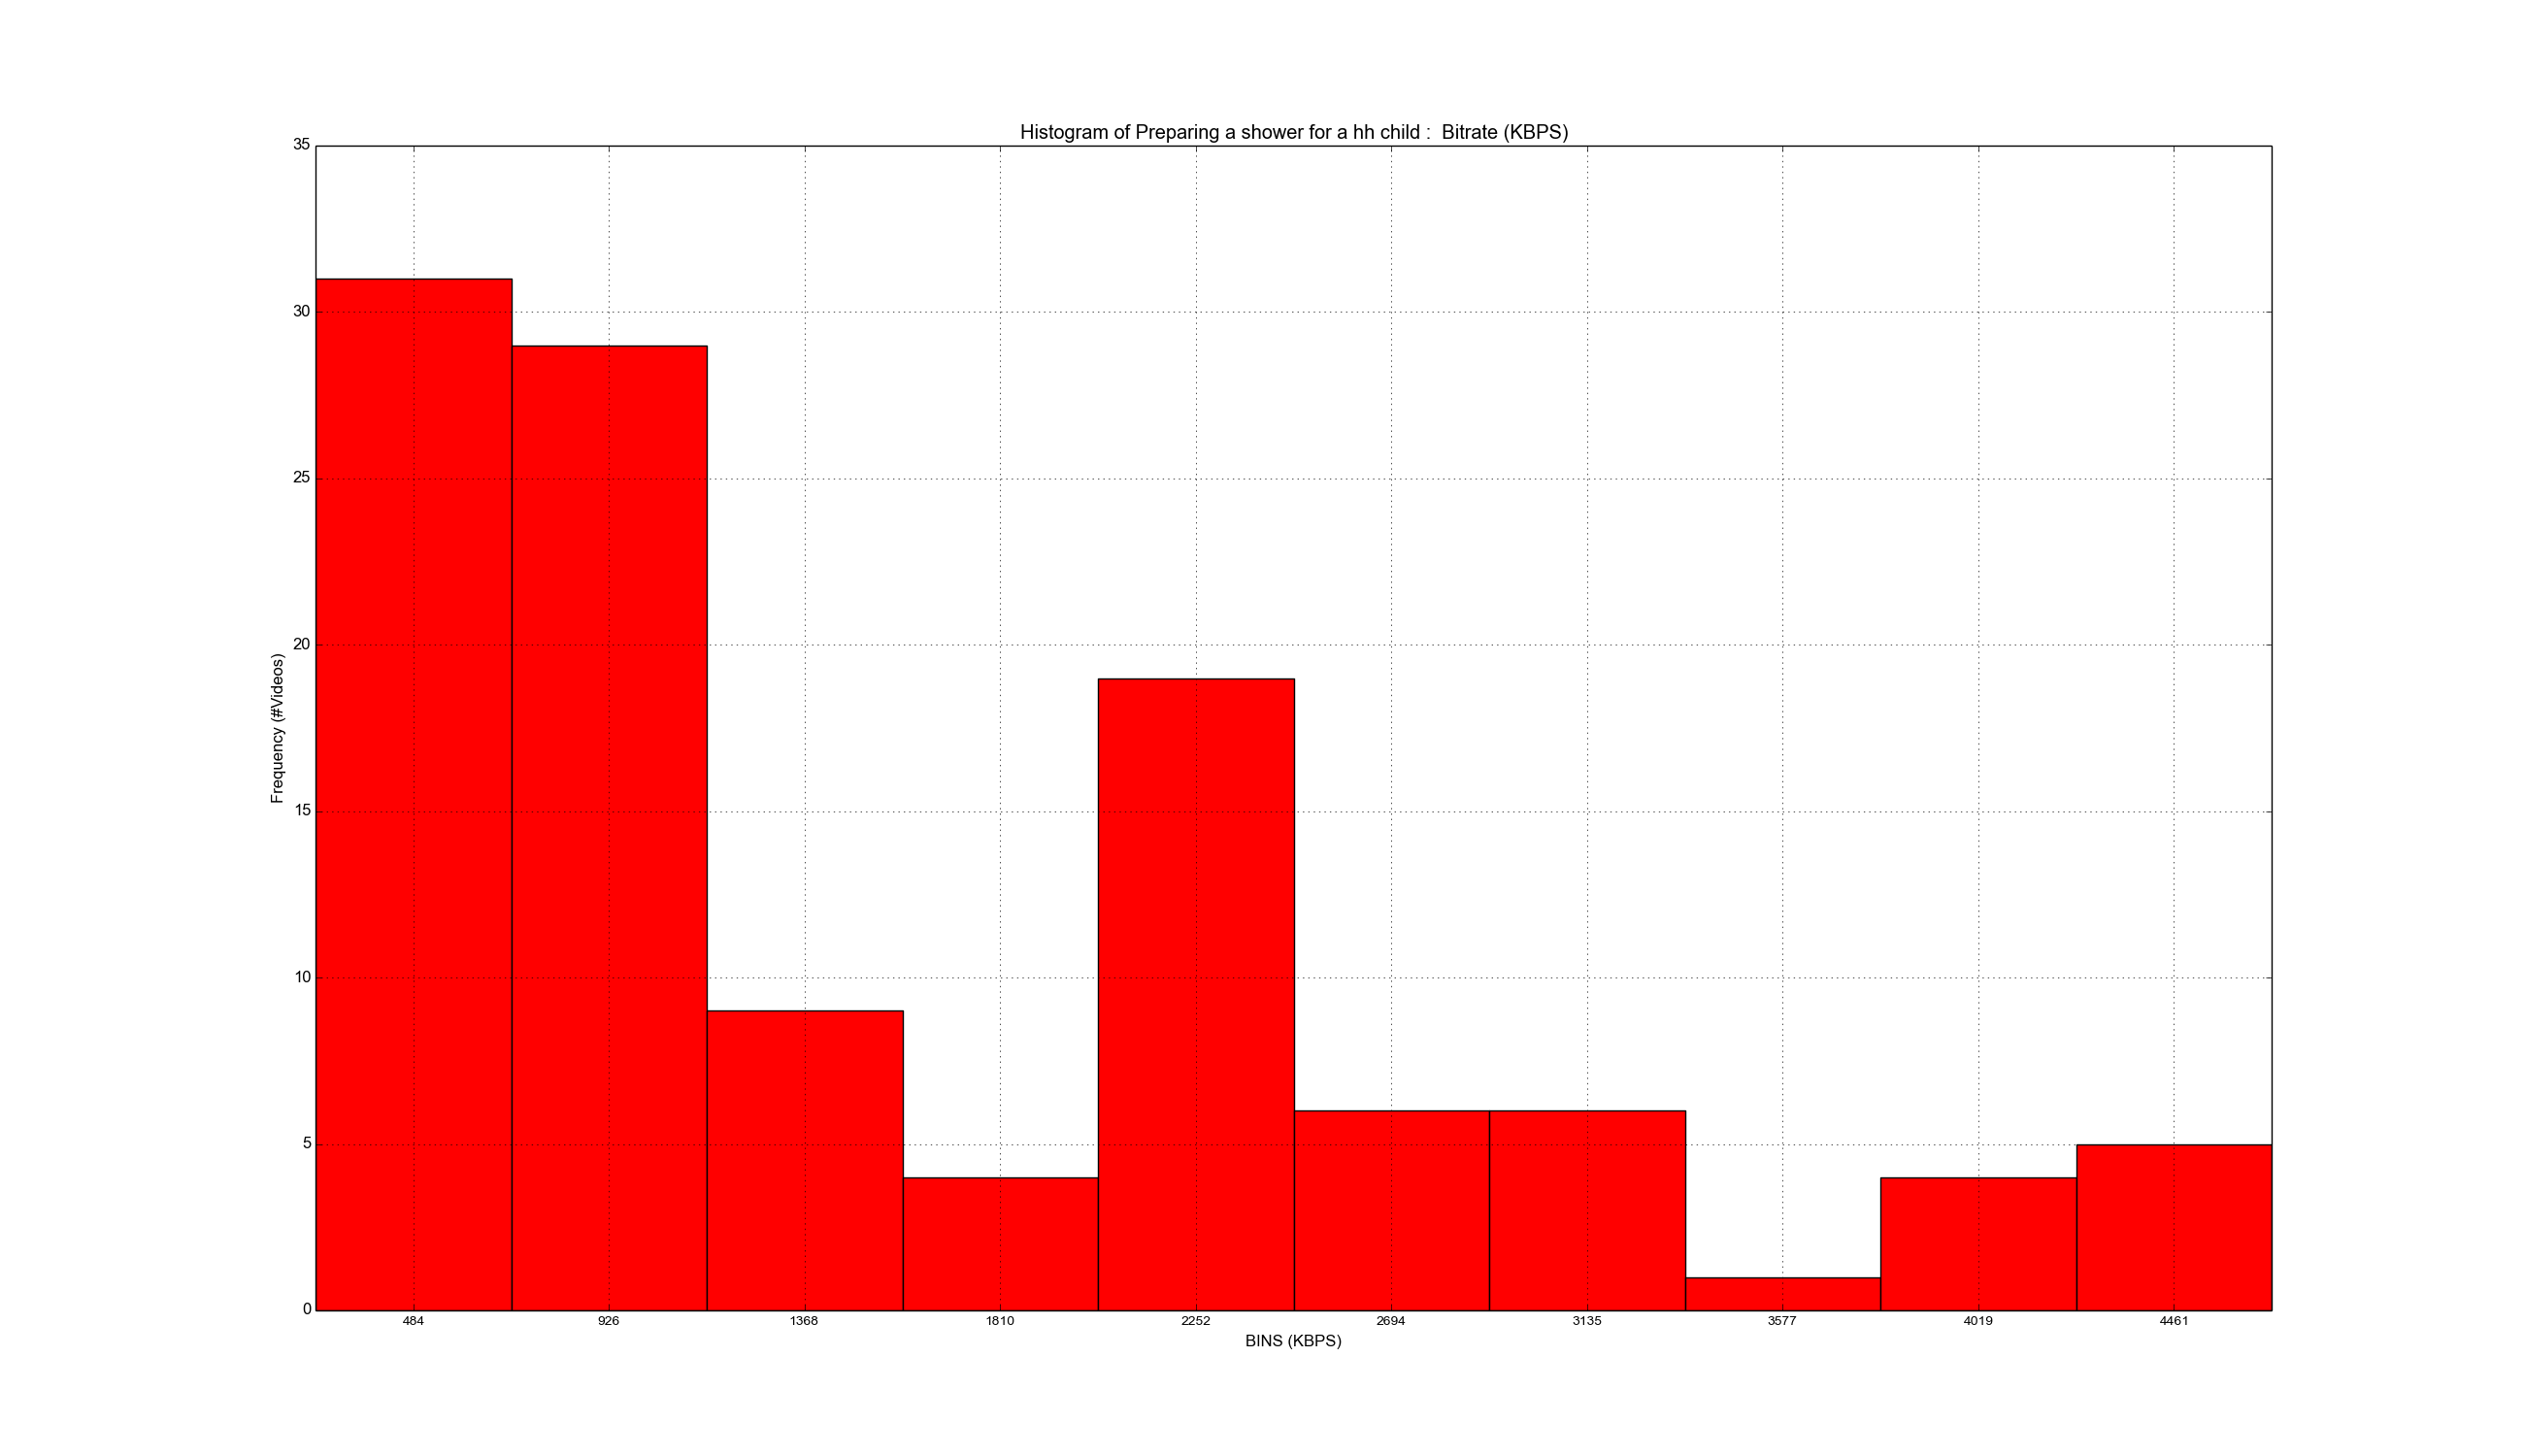 Histogram of Preparing a shower for a hh child :  Bitrate (KBPS)
35
30
25
20
15
10
5
0
Frequency (#Videos)
484 926 1368 1810 2252 2694 3135 3577 4019 4461
BINS (KBPS)